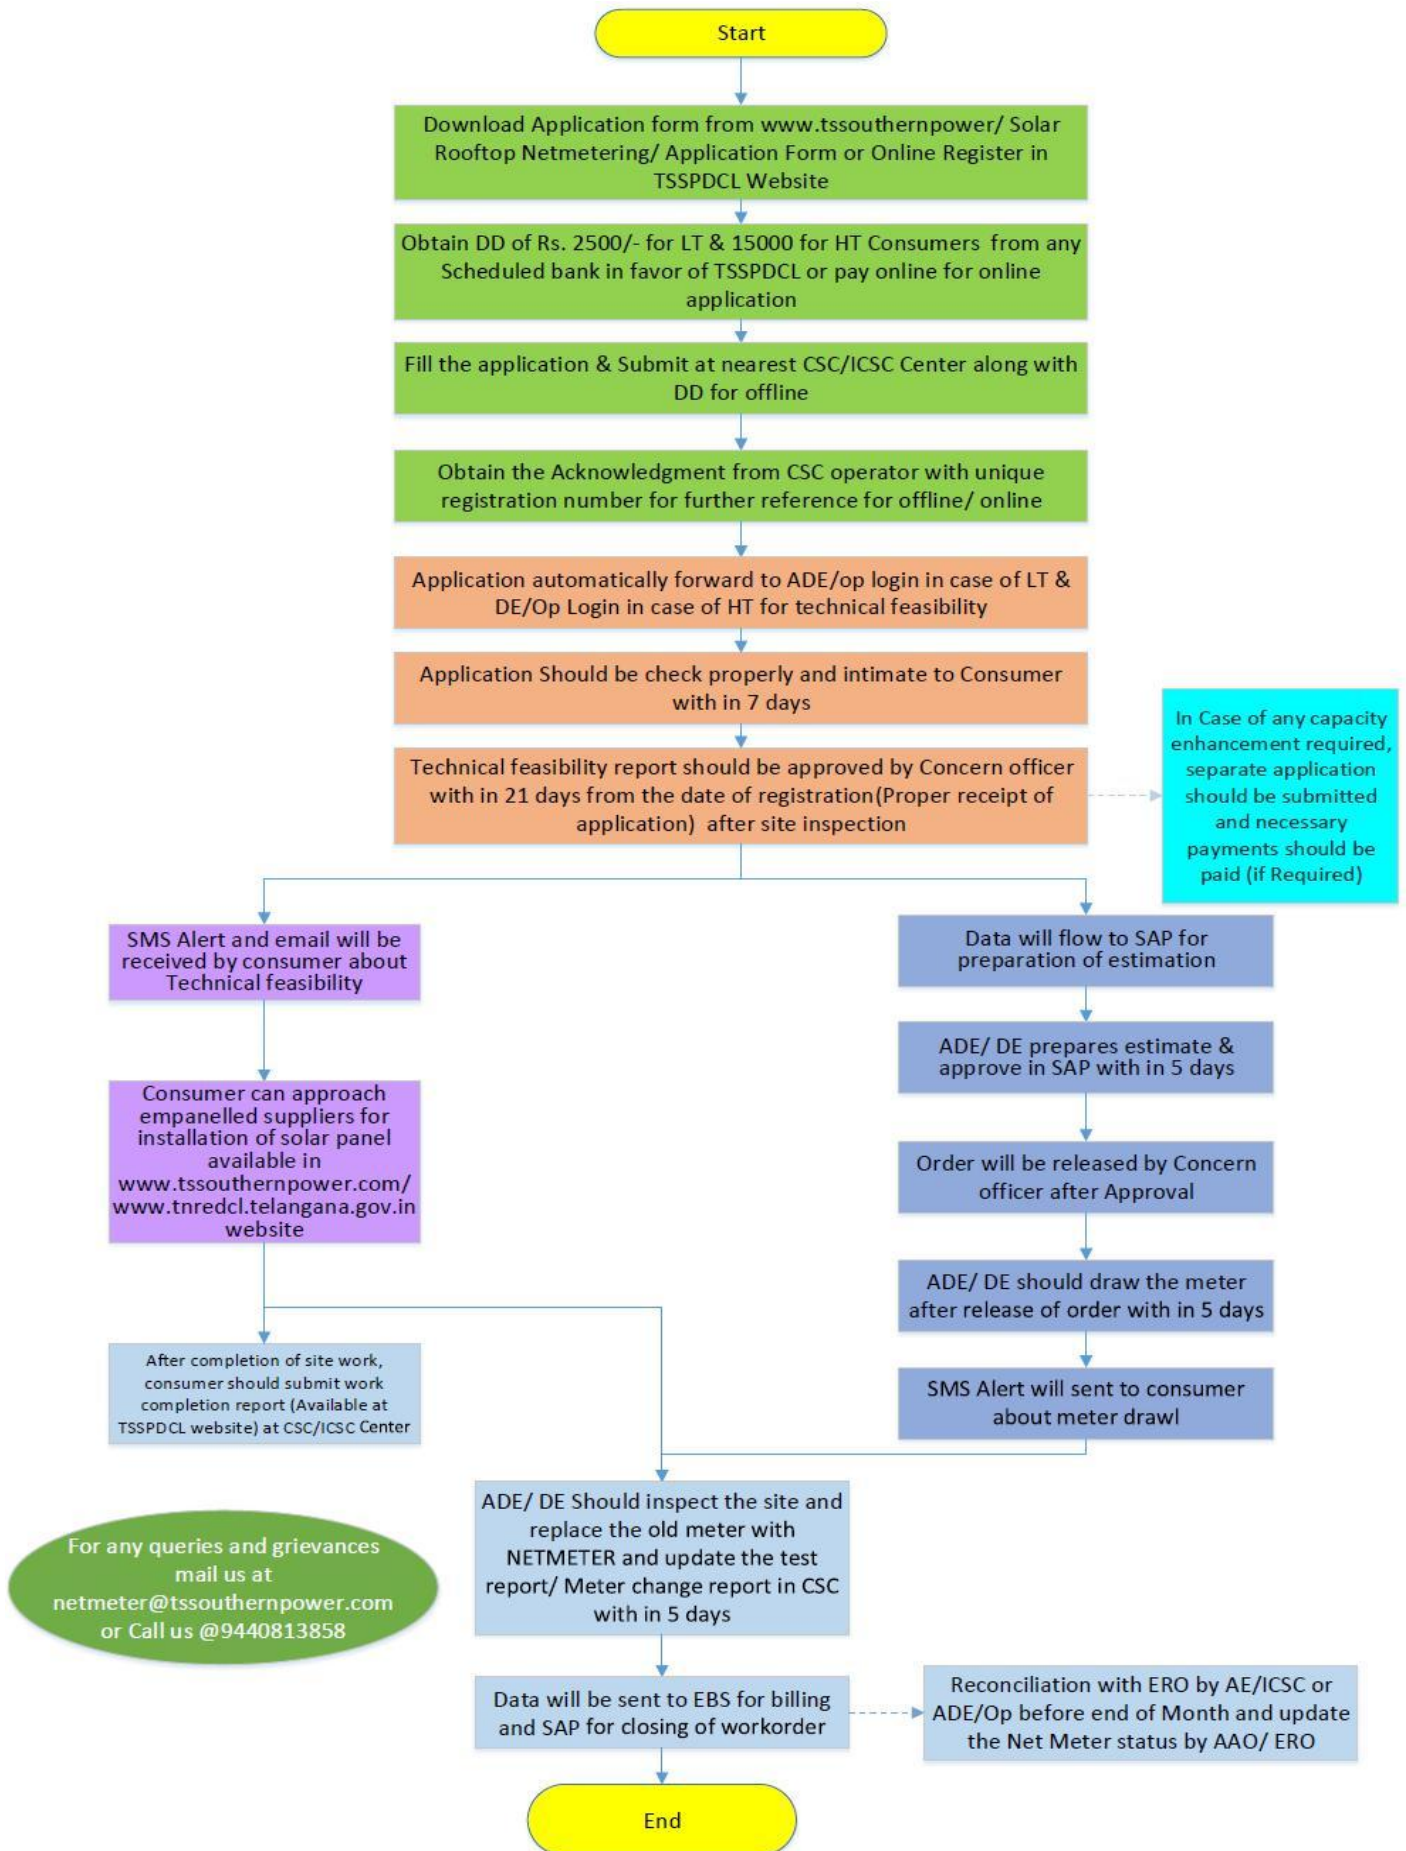 Start
Download Application form from www.tssouthernpower/ Solar
Rooftop Netmetering/ Application Form or Online Register in
TSSPDCL Website
Obtain DD of Rs. 2500/- for LT & 15000 for HT Consumers from any
Scheduled bank in favor of TSSPDCL or pay online for online
application
Fill the application & Submit at nearest CSC/ICSC Center along with
DD for offline
Obtain the Acknowledgment from CSC operator with unique
registration number for further reference for offline/ online
Application automatically forward to ADE/op login in case of LT &
DE/Op Login in case of HT for technical feasibility
Application Should be check properly and intimate to Consumer
with in 7 days
Technical feasibility report should be approved by Concern officer
with in 21 days from the date of registration(Proper receipt of
application) after site inspection
In Case of any capacity
enhancement required,
separate application
should be submitted
and necessary
payments should be
paid (if Required)
SMS Alert and email will be
received by consumer about
Technical feasibility
Consumer can approach
empanelled suppliers for
installation of solar panel
available in
www.tssouthernpower.com/
www.tnredcl.telangana.gov.in
website
After completion of site work,
consumer should submit work
completion report (Available at
TSSPDCL website) at CSC/ICSC Center
Data will flow to SAP for
preparation of estimation
ADE/ DE prepares estimate &
approve in SAP with in 5 days
Order will be released by Concern
officer after Approval
ADE/ DE should draw the meter
after release of order with in 5 days
SMS Alert will sent to consumer
about meter drawl
ADE/ DE Should inspect the site and
replace the old meter with
NETMETER and update the test
report/ Meter change report in CSC
with in 5 days
For any queries and grievances
mail us at
netmeter@tssouthernpower.com
or Call us @9440813858
Data will be sent to EBS for billing
and SAP for closing of workorder
Reconciliation with ERO by AE/ICSC or
ADE/Op before end of Month and update
the Net Meter status by AAO/ ERO
End